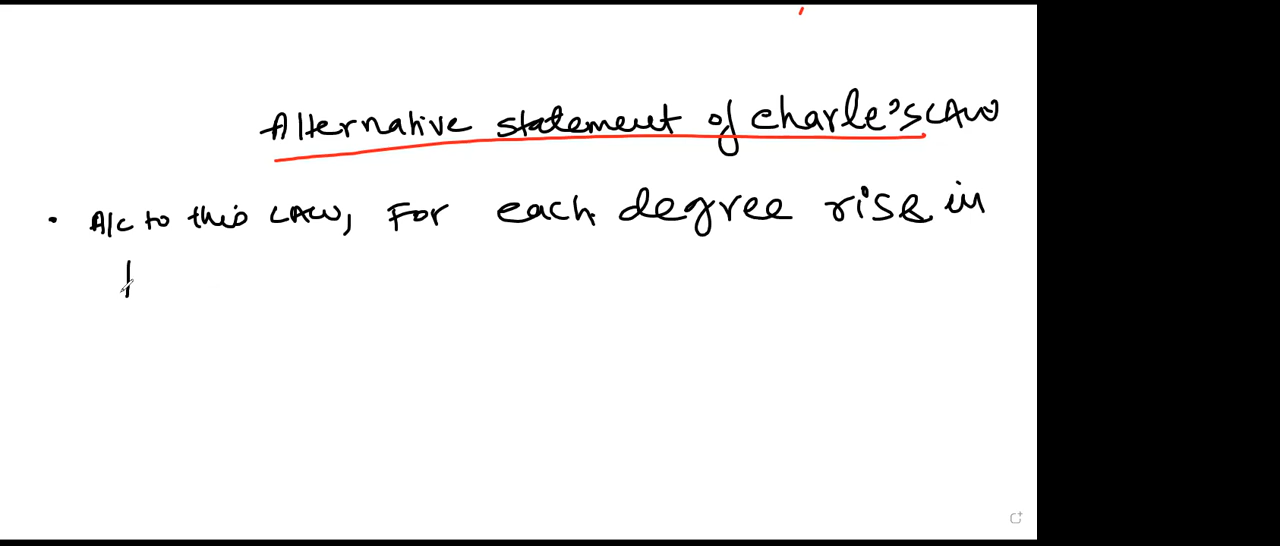 Alternative statement of Charle's LAW
• A/c to this LAW, For each degree rise in
t